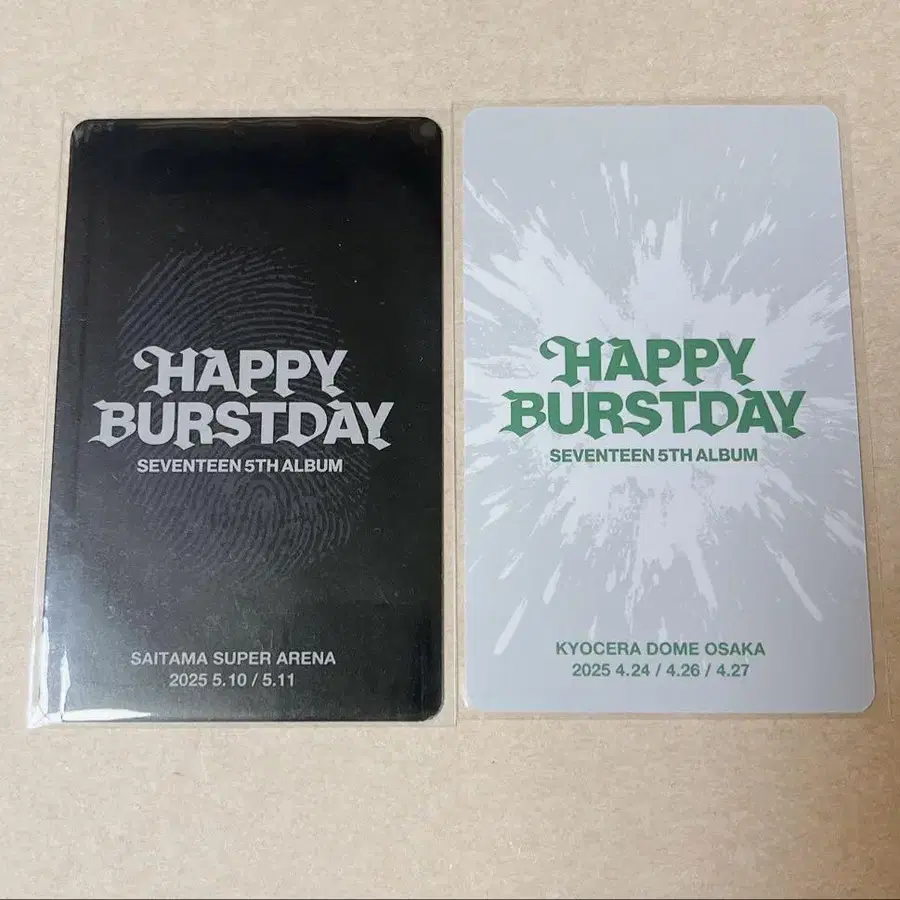 HAPPY
BURSTDAY
SEVENTEEN 5TH ALBUM
SAITAMA SUPER ARENA
2025 5.10 / 5.11
HAPPY
BURSTDAY
SEVENTEEN 5TH ALBUM
KYOCERA DOME OSAKA
2025 4.24 / 4.26 / 4.27